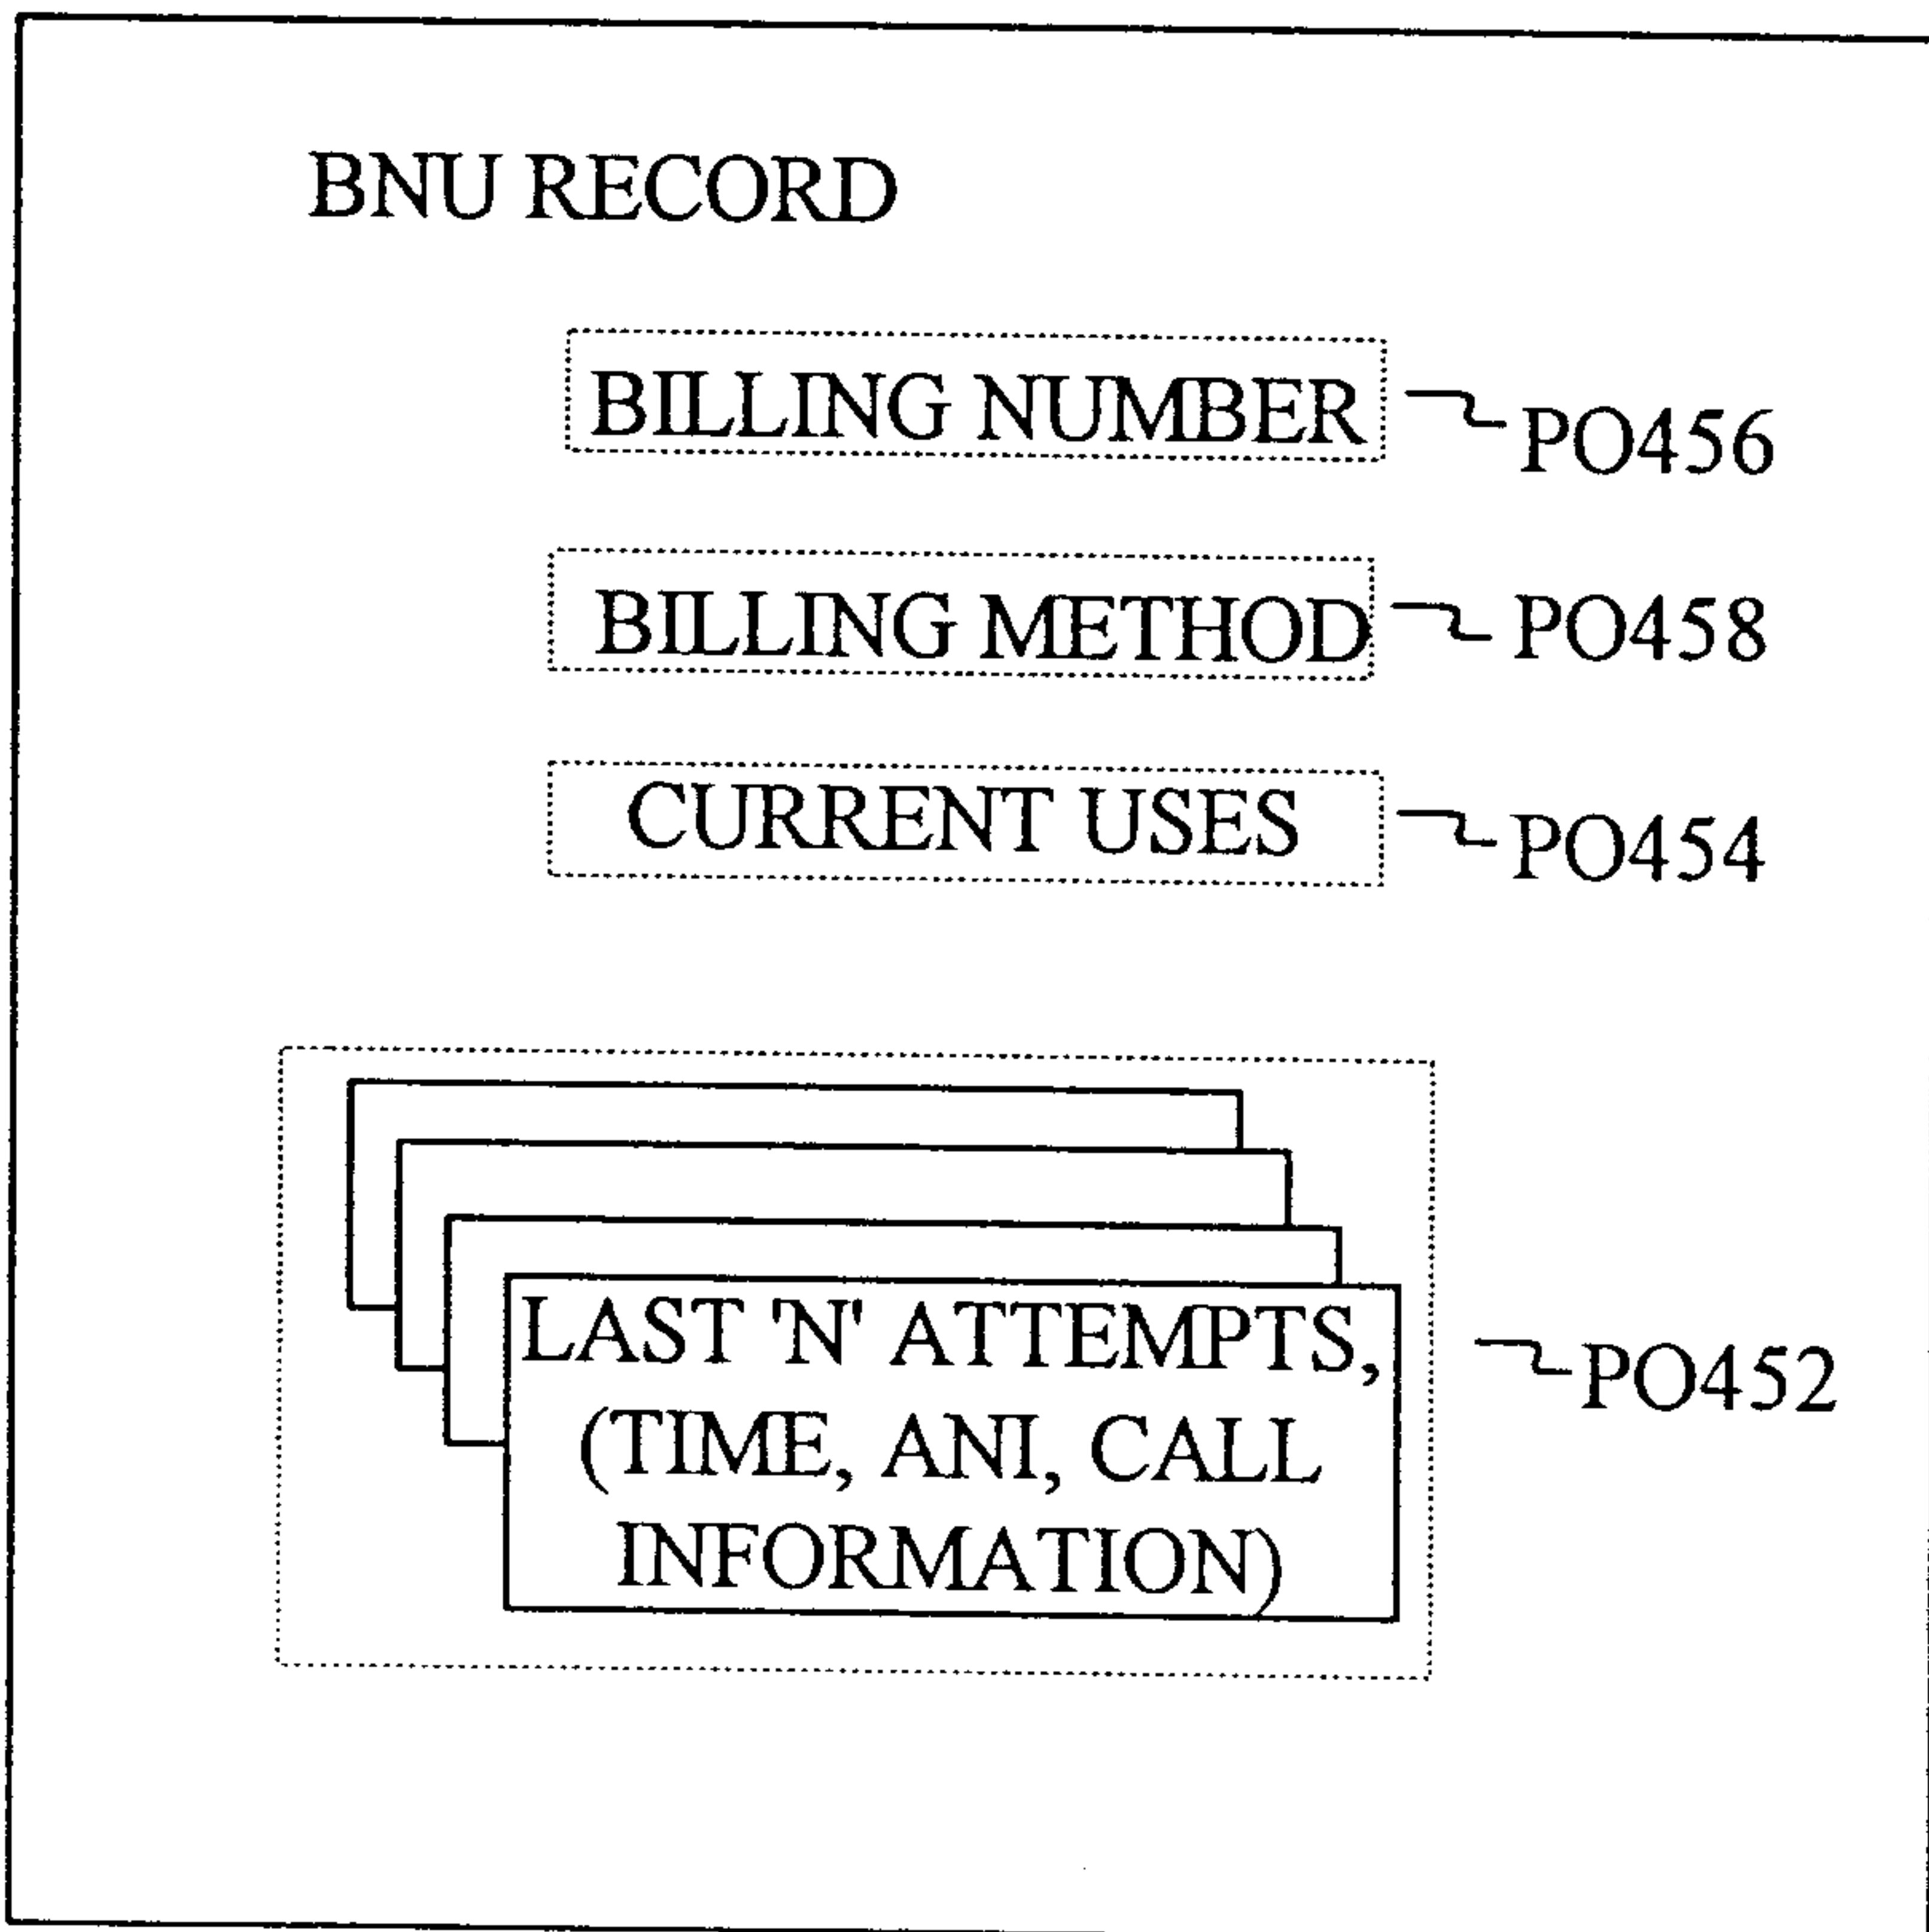 BNU RECORD
BILLING NUMBER PO456
BILLING METHOD PO458
CURRENT USES PO454
LAST 'N' ATTEMPTS,
(TIME, ANI, CALL
INFORMATION)
PO452